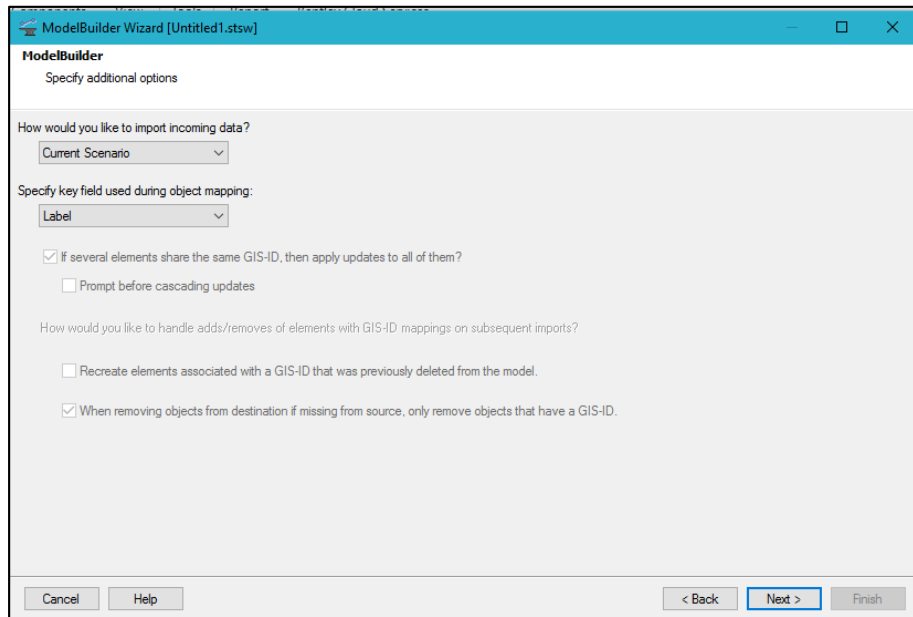 ModelBuilder Wizard [Untitled1.stsw]
ModelBuilder
Specify additional options
How would you like to import incoming data?
Current Scenario
Specify key field used during object mapping:
Label
If several elements share the same GIS-ID, then apply updates to all of them?
Prompt before cascading updates
How would you like to handle adds/removes of elements with GIS-ID mappings on subsequent imports?
Recreate elements associated with a GIS-ID that was previously deleted from the model.
When removing objects from destination if missing from source, only remove objects that have a GIS-ID.
Cancel Help < Back Next > Finish